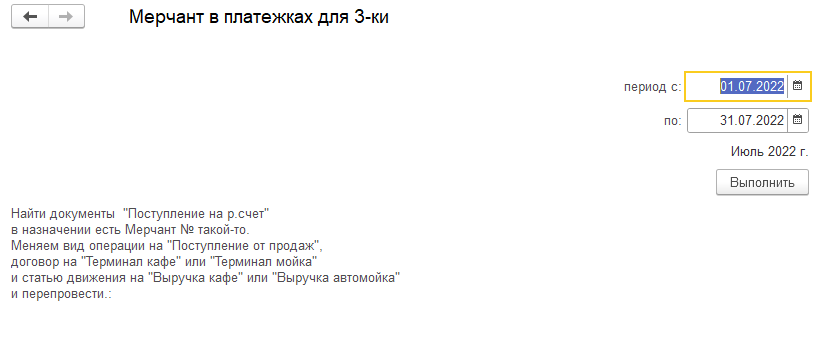 Мерчант в платежках для 3-ки
период с: 01.07.2022
по: 31.07.2022
Июль 2022 г.
Выполнить
Найти документы  "Поступление на р.счет"
в назначении есть Мерчант № такой-то.
Меняем вид операции на "Поступление от продаж",
договор на "Терминал кафе" или "Терминал мойка"
и статью движения на "Выручка кафе" или "Выручка автомойка"
и перепровести.: